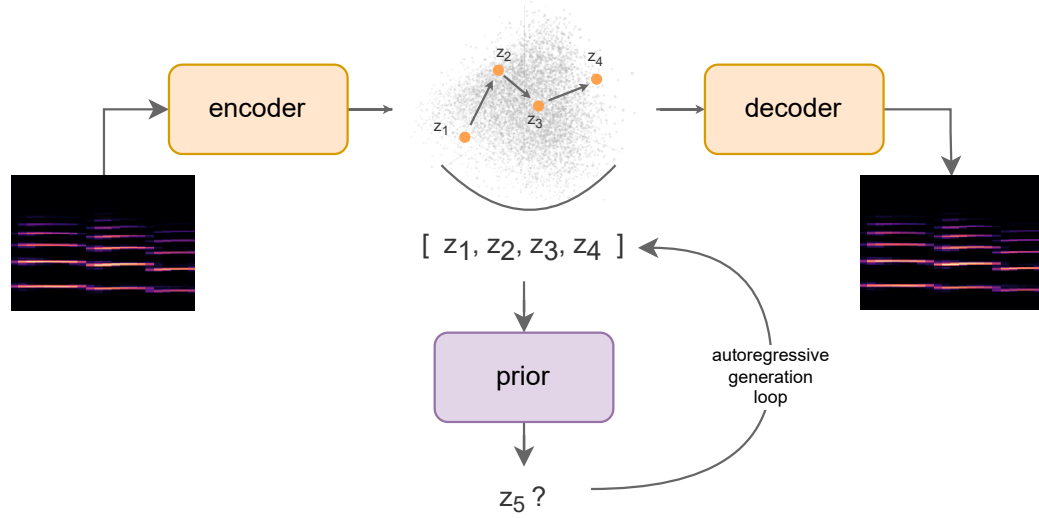 encoder
z1
z2
z3
z4
decoder
[ z1, z2, z3, z4 ]
prior
autoregressive
generation
loop
z5 ?